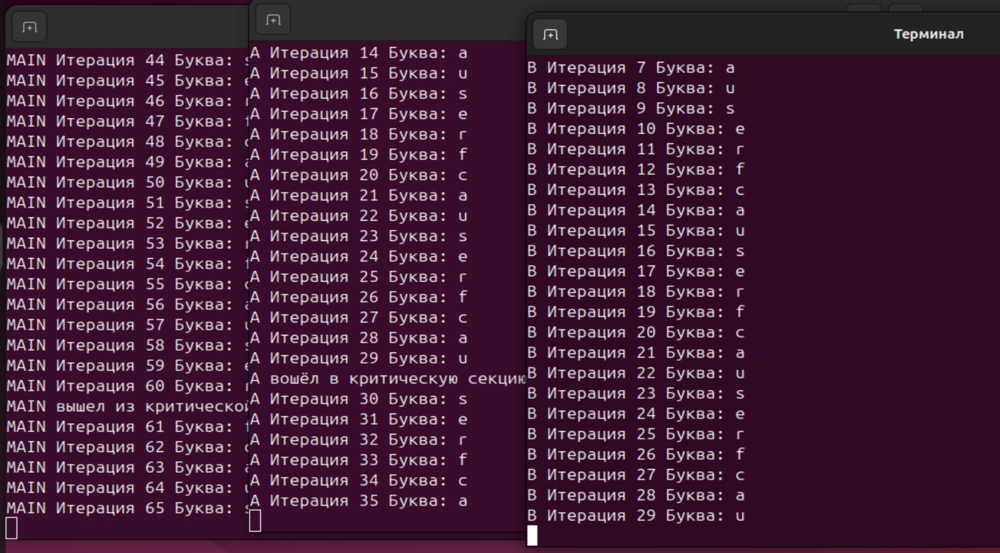 MAIN Итерация 44 Буква: s
MAIN Итерация 45 Буква: e
MAIN Итерация 46 Буква: r
MAIN Итерация 47 Буква: f
MAIN Итерация 48 Буква: c
MAIN Итерация 49 Буква: a
MAIN Итерация 50 Буква: u
MAIN Итерация 51 Буква: s
MAIN Итерация 52 Буква: e
MAIN Итерация 53 Буква: r
MAIN Итерация 54 Буква: f
MAIN Итерация 55 Буква: c
MAIN Итерация 56 Буква: a
MAIN Итерация 57 Буква: u
MAIN Итерация 58 Буква: s
MAIN Итерация 59 Буква: e
MAIN Итерация 60 Буква: r
MAIN вышел из критической
MAIN Итерация 61 Буква: f
MAIN Итерация 62 Буква: c
MAIN Итерация 63 Буква: a
MAIN Итерация 64 Буква: u
MAIN Итерация 65 Буква: s
A Итерация 14 Буква: a
A Итерация 15 Буква: u
A Итерация 16 Буква: s
A Итерация 17 Буква: e
A Итерация 18 Буква: r
A Итерация 19 Буква: f
A Итерация 20 Буква: c
A Итерация 21 Буква: a
A Итерация 22 Буква: u
A Итерация 23 Буква: s
A Итерация 24 Буква: e
A Итерация 25 Буква: r
A Итерация 26 Буква: f
A Итерация 27 Буква: c
A Итерация 28 Буква: a
A Итерация 29 Буква: u
A вошёл в критическую секцию
A Итерация 30 Буква: s
A Итерация 31 Буква: e
A Итерация 32 Буква: r
A Итерация 33 Буква: f
A Итерация 34 Буква: c
A Итерация 35 Буква: a
Терминал
B Итерация 7 Буква: a
B Итерация 8 Буква: u
B Итерация 9 Буква: s
B Итерация 10 Буква: e
B Итерация 11 Буква: r
B Итерация 12 Буква: f
B Итерация 13 Буква: c
B Итерация 14 Буква: a
B Итерация 15 Буква: u
B Итерация 16 Буква: s
B Итерация 17 Буква: e
B Итерация 18 Буква: r
B Итерация 19 Буква: f
B Итерация 20 Буква: c
B Итерация 21 Буква: a
B Итерация 22 Буква: u
B Итерация 23 Буква: s
B Итерация 24 Буква: e
B Итерация 25 Буква: r
B Итерация 26 Буква: f
B Итерация 27 Буква: c
B Итерация 28 Буква: a
B Итерация 29 Буква: u